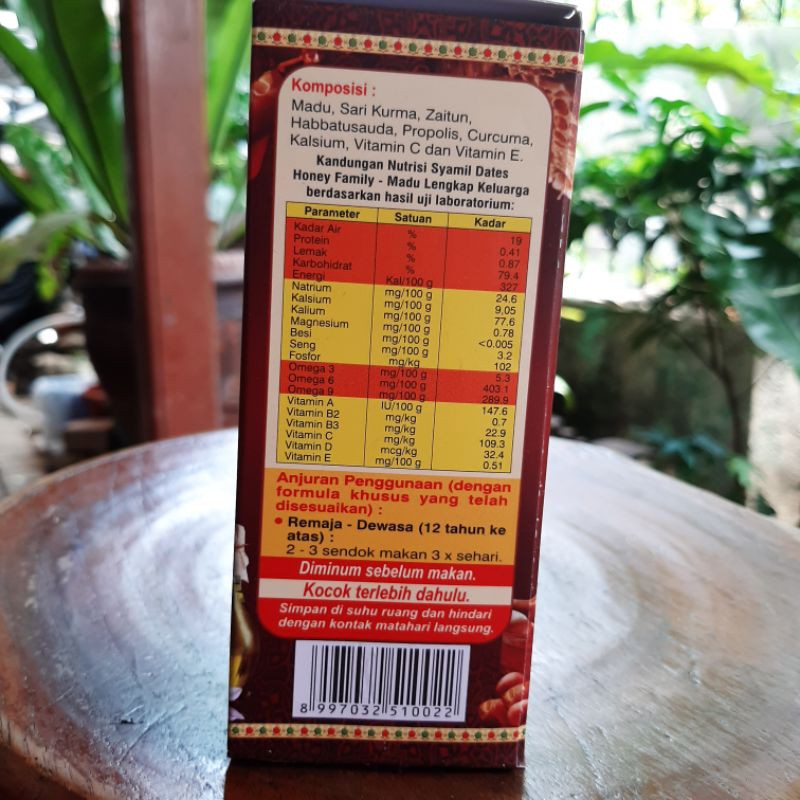 Komposisi :
Madu, Sari Kurma, Zaitun,
Habbatusauda, Propolis, Curcuma,
Kalsium, Vitamin C dan Vitamin E.
Kandungan Nutrisi Syamil Dates
Honey Family - Madu Lengkap Keluarga
berdasarkan hasil uji laboratorium:
Parameter Satuan Kadar
Kadar Air % 19
Protein % 0.41
Lemak % 0.87
Karbohidrat % 79.4
Energi Kal/100 g 327
Natrium mg/100 g 24.6
Kalsium mg/100 g 9,05
Kalium mg/100 g 77.6
Magnesium mg/100 g 0.78
Besi mg/100 g <0.005
Seng mg/100 g 3.2
Fosfor mg/kg 102
Omega 3 mg/100 g 5.3
Omega 6 mg/100 g 403.1
Omega 9 mg/100 g 289.9
Vitamin A IU/100 g 147.6
Vitamin B2 mg/kg 0.7
Vitamin B3 mg/kg 22.9
Vitamin C mg/kg 109.3
Vitamin D mcg/kg 32.4
Vitamin E mg/100 g 0.51
Anjuran Penggunaan (dengan
formula khusus yang telah
disesuaikan) :
• Remaja - Dewasa (12 tahun ke
atas) :
2 - 3 sendok makan 3 x sehari.
Diminum sebelum makan.
Kocok terlebih dahulu.
Simpan di suhu ruang dan hindari
dengan kontak matahari langsung.
8 997032 510022